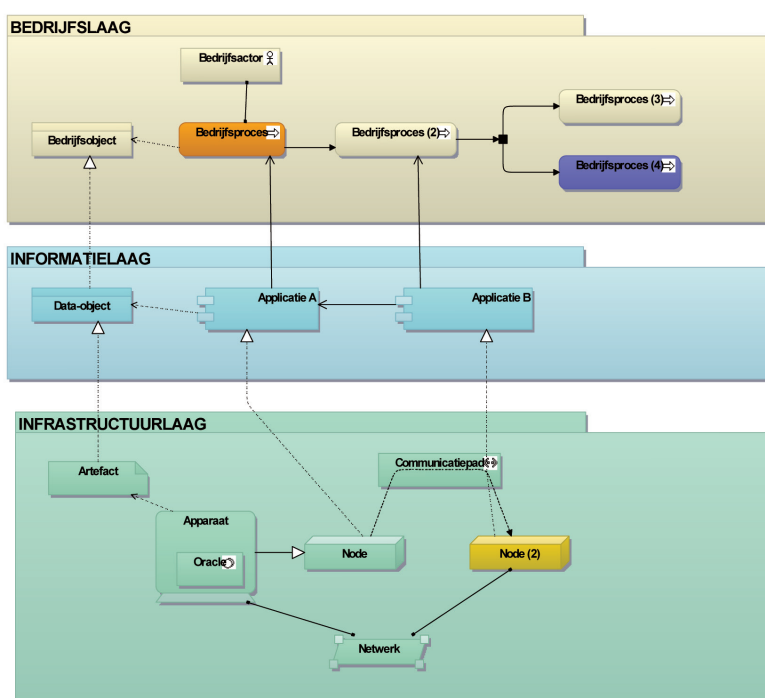 BEDRIJFSLAAG
Bedrijfsactor
Bedrijfsobject
Bedrijfsproces
Bedrijfsproces (2)
Bedrijfsproces (3)
Bedrijfsproces (4)
INFORMATIELAAG
Data-object
Applicatie A
Applicatie B
INFRASTRUCTUURLAAG
Artefact
Communicatiepad
Apparaat
Oracle
Node
Node (2)
Netwerk